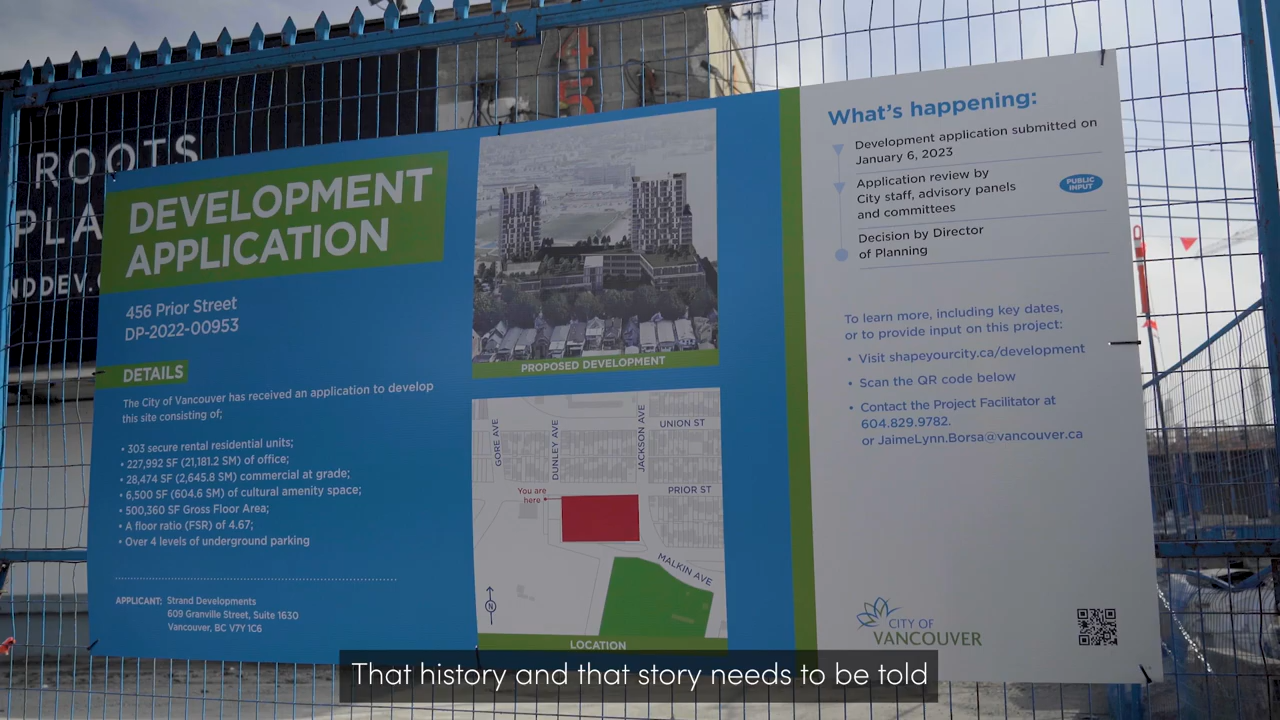 ROOTS
PLA
NDDEV.
DEVELOPMENT
APPLICATION
456 Prior Street
DP-2022-00953
DETAILS
The City of Vancouver has received an application to develop
this site consisting of;
• 303 secure rental residential units;
• 227,992 SF (21,181.2 SM) of office;
• 28,474 SF (2,645.8 SM) commercial at grade;
• 6,500 SF (604.6 SM) of cultural amenity space;
• 500,360 SF Gross Floor Area;
• A floor ratio (FSR) of 4.67;
• Over 4 levels of underground parking
APPLICANT: Strand Developments
609 Granville Street, Suite 1630
Vancouver, BC V7Y 1C6
PROPOSED DEVELOPMENT
GORE AVE
DUNLEY AVE
JACKSON AVE
UNION ST
PRIOR ST
You are
here
MALKIN AVE
N
LOCATION
What's happening:
Development application submitted on
January 6, 2023
Application review by
City staff, advisory panels
and committees
PUBLIC
INPUT
Decision by Director
of Planning
To learn more, including key dates,
or to provide input on this project:
• Visit shapeyourcity.ca/development
• Scan the QR code below
• Contact the Project Facilitator at
604.829.9782.
or JaimeLynn.Borsa@vancouver.ca
CITY OF
VANCOUVER
That history and that story needs to be told